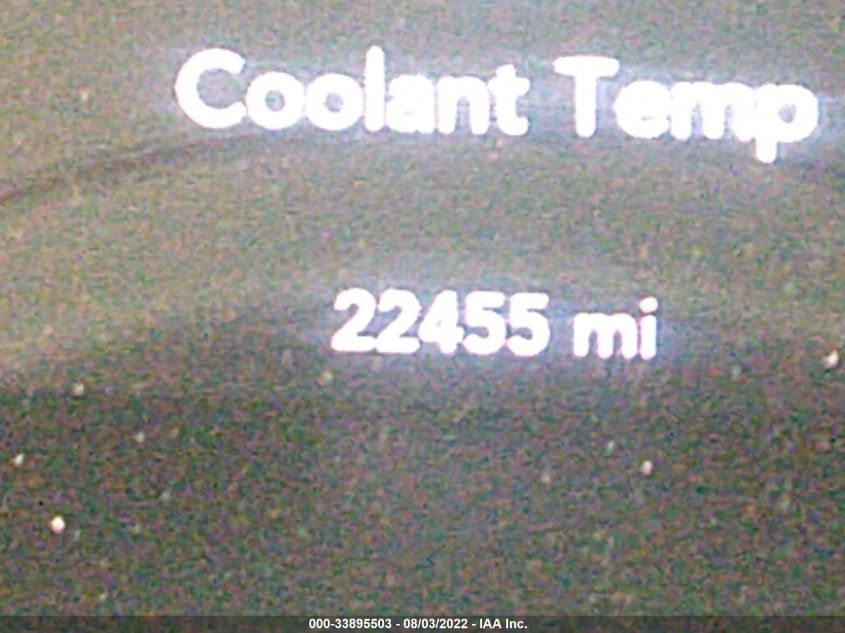 Coolant Temp
22455 mi
000-33895503 - 08/03/2022 - IAA Inc.